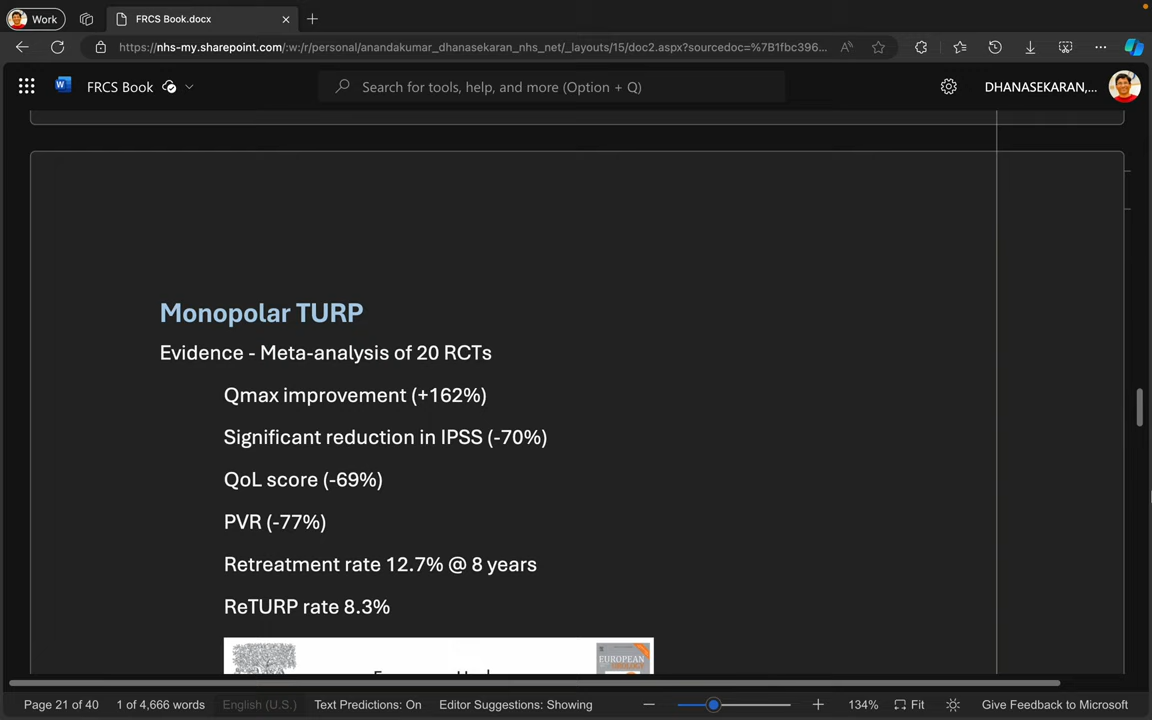 Work
FRCS Book.docx
https://nhs-my.sharepoint.com/:w:/r/personal/anandakumar_dhanasekaran_nhs_net/_layouts/15/doc2.aspx?sourcedoc=%7B1fbc396...
FRCS Book
Search for tools, help, and more (Option + Q)
DHANASEKARAN,...
Monopolar TURP
Evidence - Meta-analysis of 20 RCTs
Qmax improvement (+162%)
Significant reduction in IPSS (-70%)
QoL score (-69%)
PVR (-77%)
Retreatment rate 12.7% @ 8 years
ReTURP rate 8.3%
EUROPEAN
Page 21 of 40
1 of 4,666 words
English (U.S.)
Text Predictions: On
Editor Suggestions: Showing
134%
Fit
Give Feedback to Microsoft